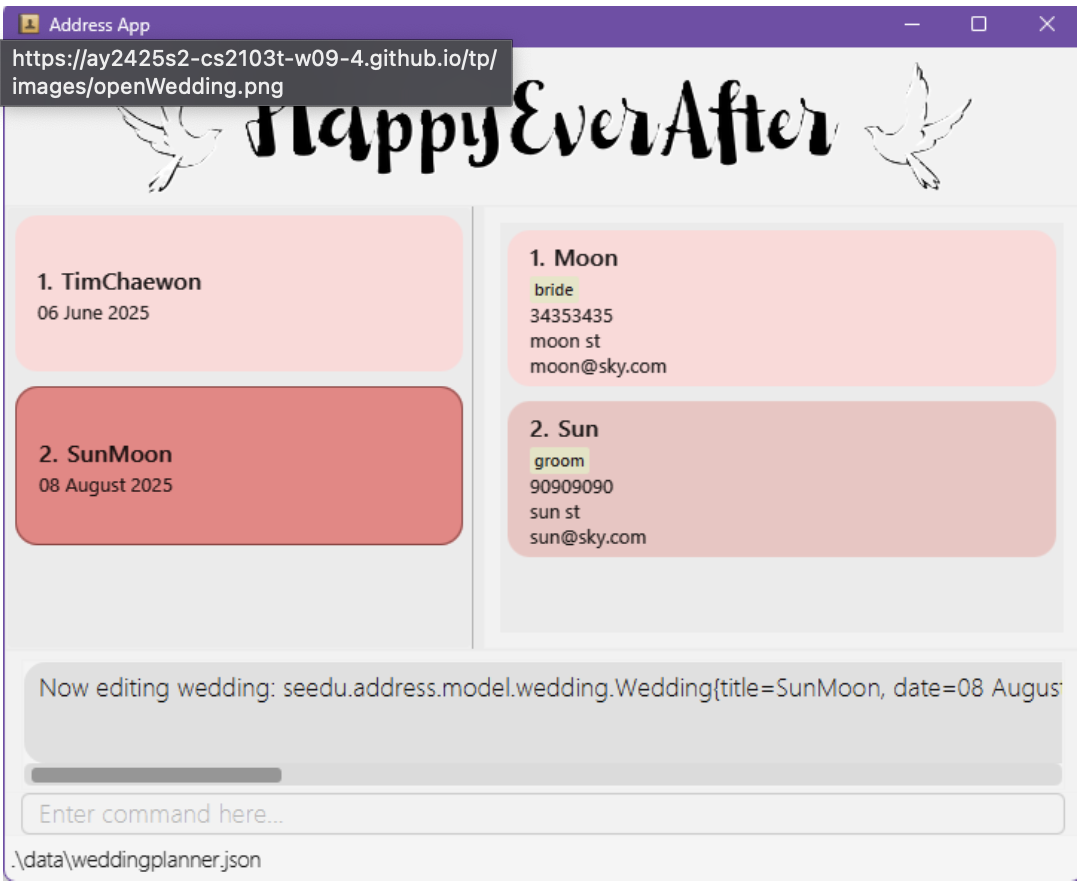 Address App
https://ay2425s2-cs2103t-w09-4.github.io/tp/
images/openWedding.png
HappyEverAfter
1. TimChaewon
06 June 2025
2. SunMoon
08 August 2025
1. Moon
bride
34353435
moon st
moon@sky.com
2. Sun
groom
90909090
sun st
sun@sky.com
Now editing wedding: seedu.address.model.wedding.Wedding{title=SunMoon, date=08 August
Enter command here...
.\data\weddingplanner.json